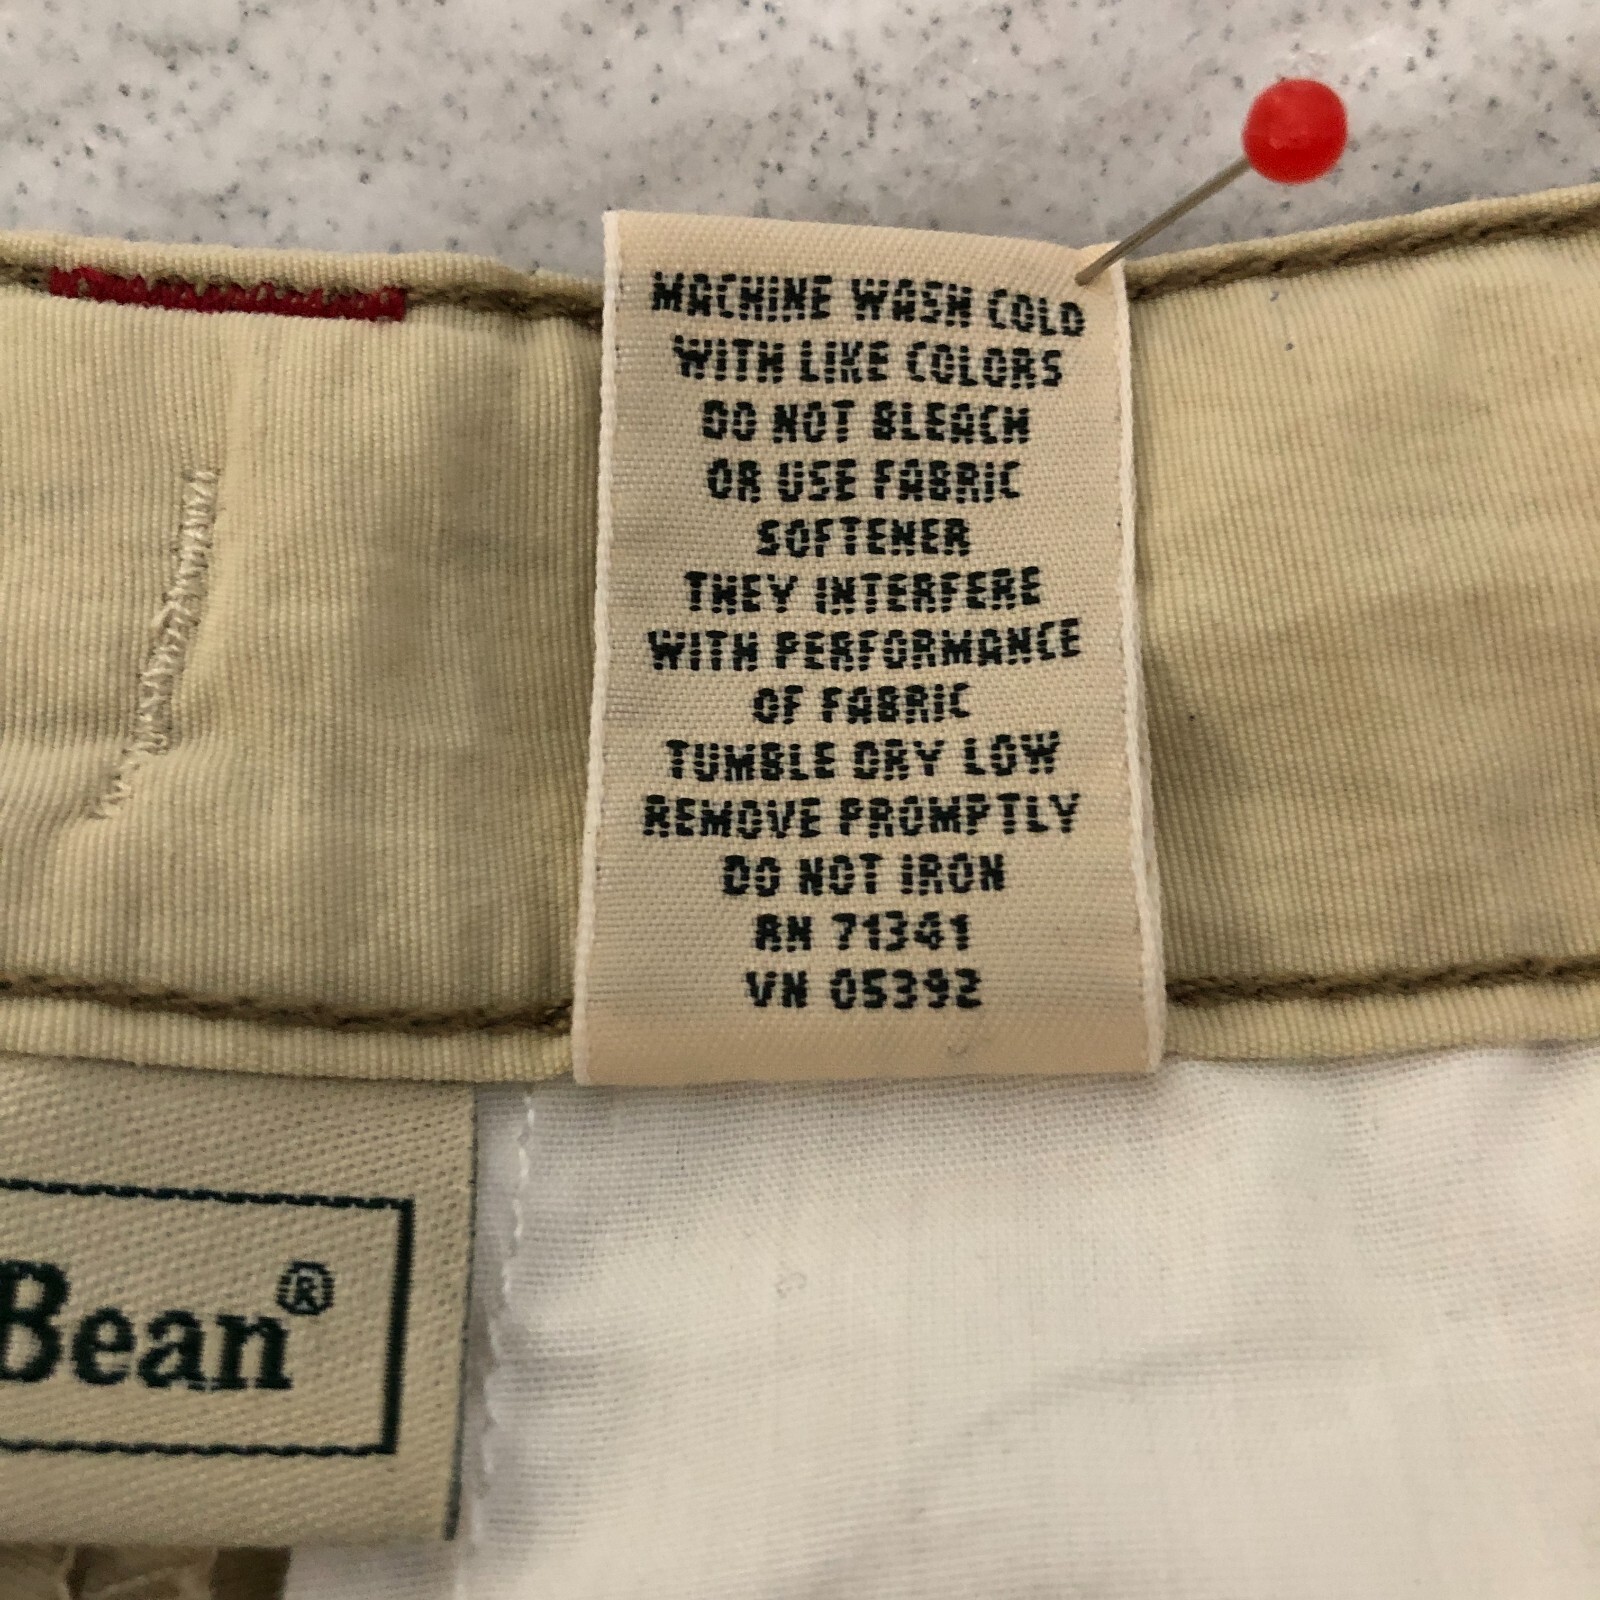 MACHINE WASH COLD
WITH LIKE COLORS
DO NOT BLEACH
OR USE FABRIC
SOFTENER
THEY INTERFERE
WITH PERFORMANCE
OF FABRIC
TUMBLE DRY LOW
REMOVE PROMPTLY
DO NOT IRON
RN 71341
VN 05392
Bean®